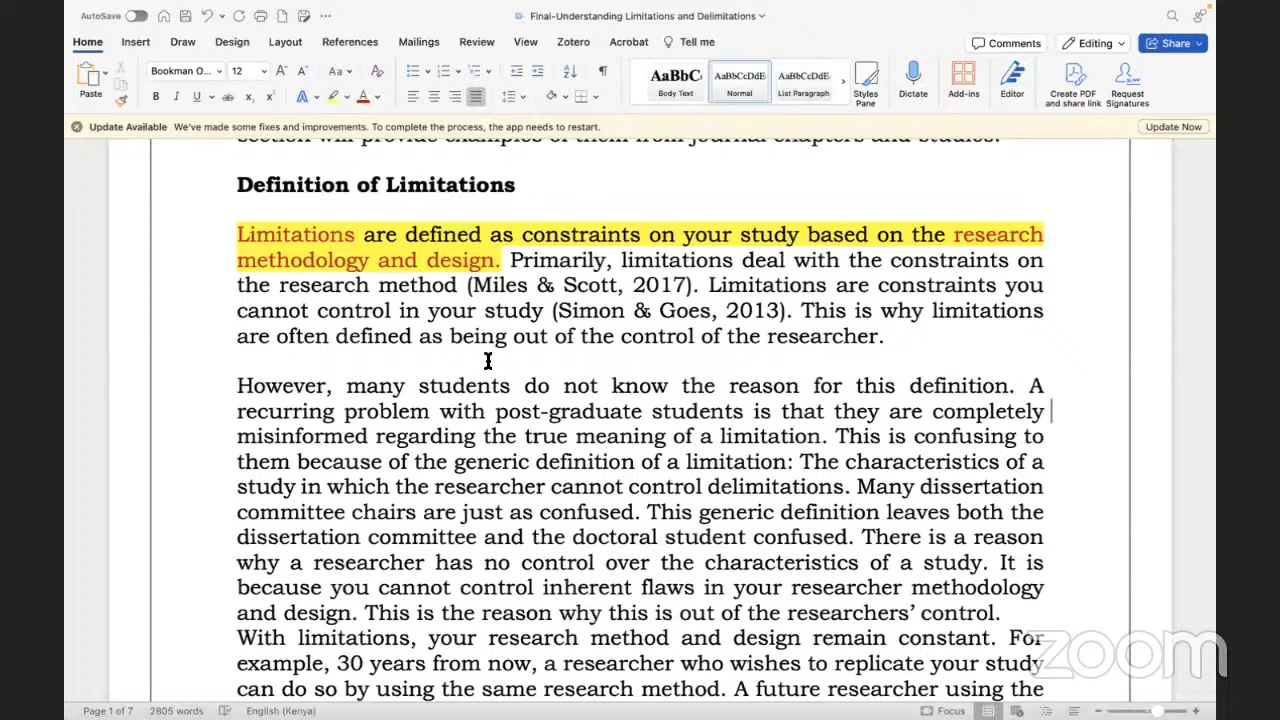 AutoSave
Final-Understanding Limitations and Delimitations
Home Insert Draw Design Layout References Mailings Review View Zotero Acrobat Tell me
Comments Editing Share
Paste
Bookman O... 12
AaBbC AaBbCcDdE AaBbCcDdE
Body Text Normal List Paragraph
Styles Pane
Dictate
Add-ins
Editor
Create PDF and share link
Request Signatures
Update Available We've made some fixes and improvements. To complete the process, the app needs to restart. Update Now
section will provide examples of them from journal chapters and studies.
Definition of Limitations
Limitations are defined as constraints on your study based on the research
methodology and design. Primarily, limitations deal with the constraints on
the research method (Miles & Scott, 2017). Limitations are constraints you
cannot control in your study (Simon & Goes, 2013). This is why limitations
are often defined as being out of the control of the researcher.
However, many students do not know the reason for this definition. A
recurring problem with post-graduate students is that they are completely
misinformed regarding the true meaning of a limitation. This is confusing to
them because of the generic definition of a limitation: The characteristics of a
study in which the researcher cannot control delimitations. Many dissertation
committee chairs are just as confused. This generic definition leaves both the
dissertation committee and the doctoral student confused. There is a reason
why a researcher has no control over the characteristics of a study. It is
because you cannot control inherent flaws in your researcher methodology
and design. This is the reason why this is out of the researchers' control.
With limitations, your research method and design remain constant. For
example, 30 years from now, a researcher who wishes to replicate your study
can do so by using the same research method. A future researcher using the
zoom
Page 1 of 7 2805 words English (Kenya) Focus